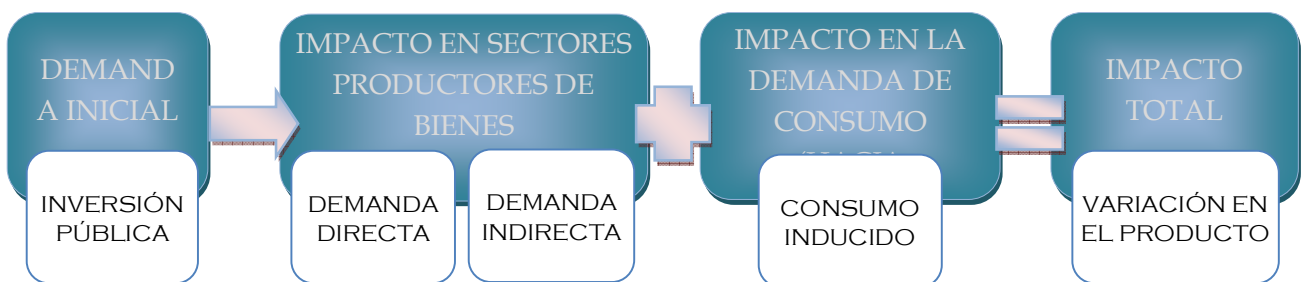 DEMAND
A INICIAL
INVERSIÓN
PÚBLICA
IMPACTO EN SECTORES
PRODUCTORES DE
BIENES
DEMANDA
DIRECTA
DEMANDA
INDIRECTA
IMPACTO EN LA
DEMANDA DE
CONSUMO
CONSUMO
INDUCIDO
IMPACTO
TOTAL
VARIACIÓN EN
EL PRODUCTO